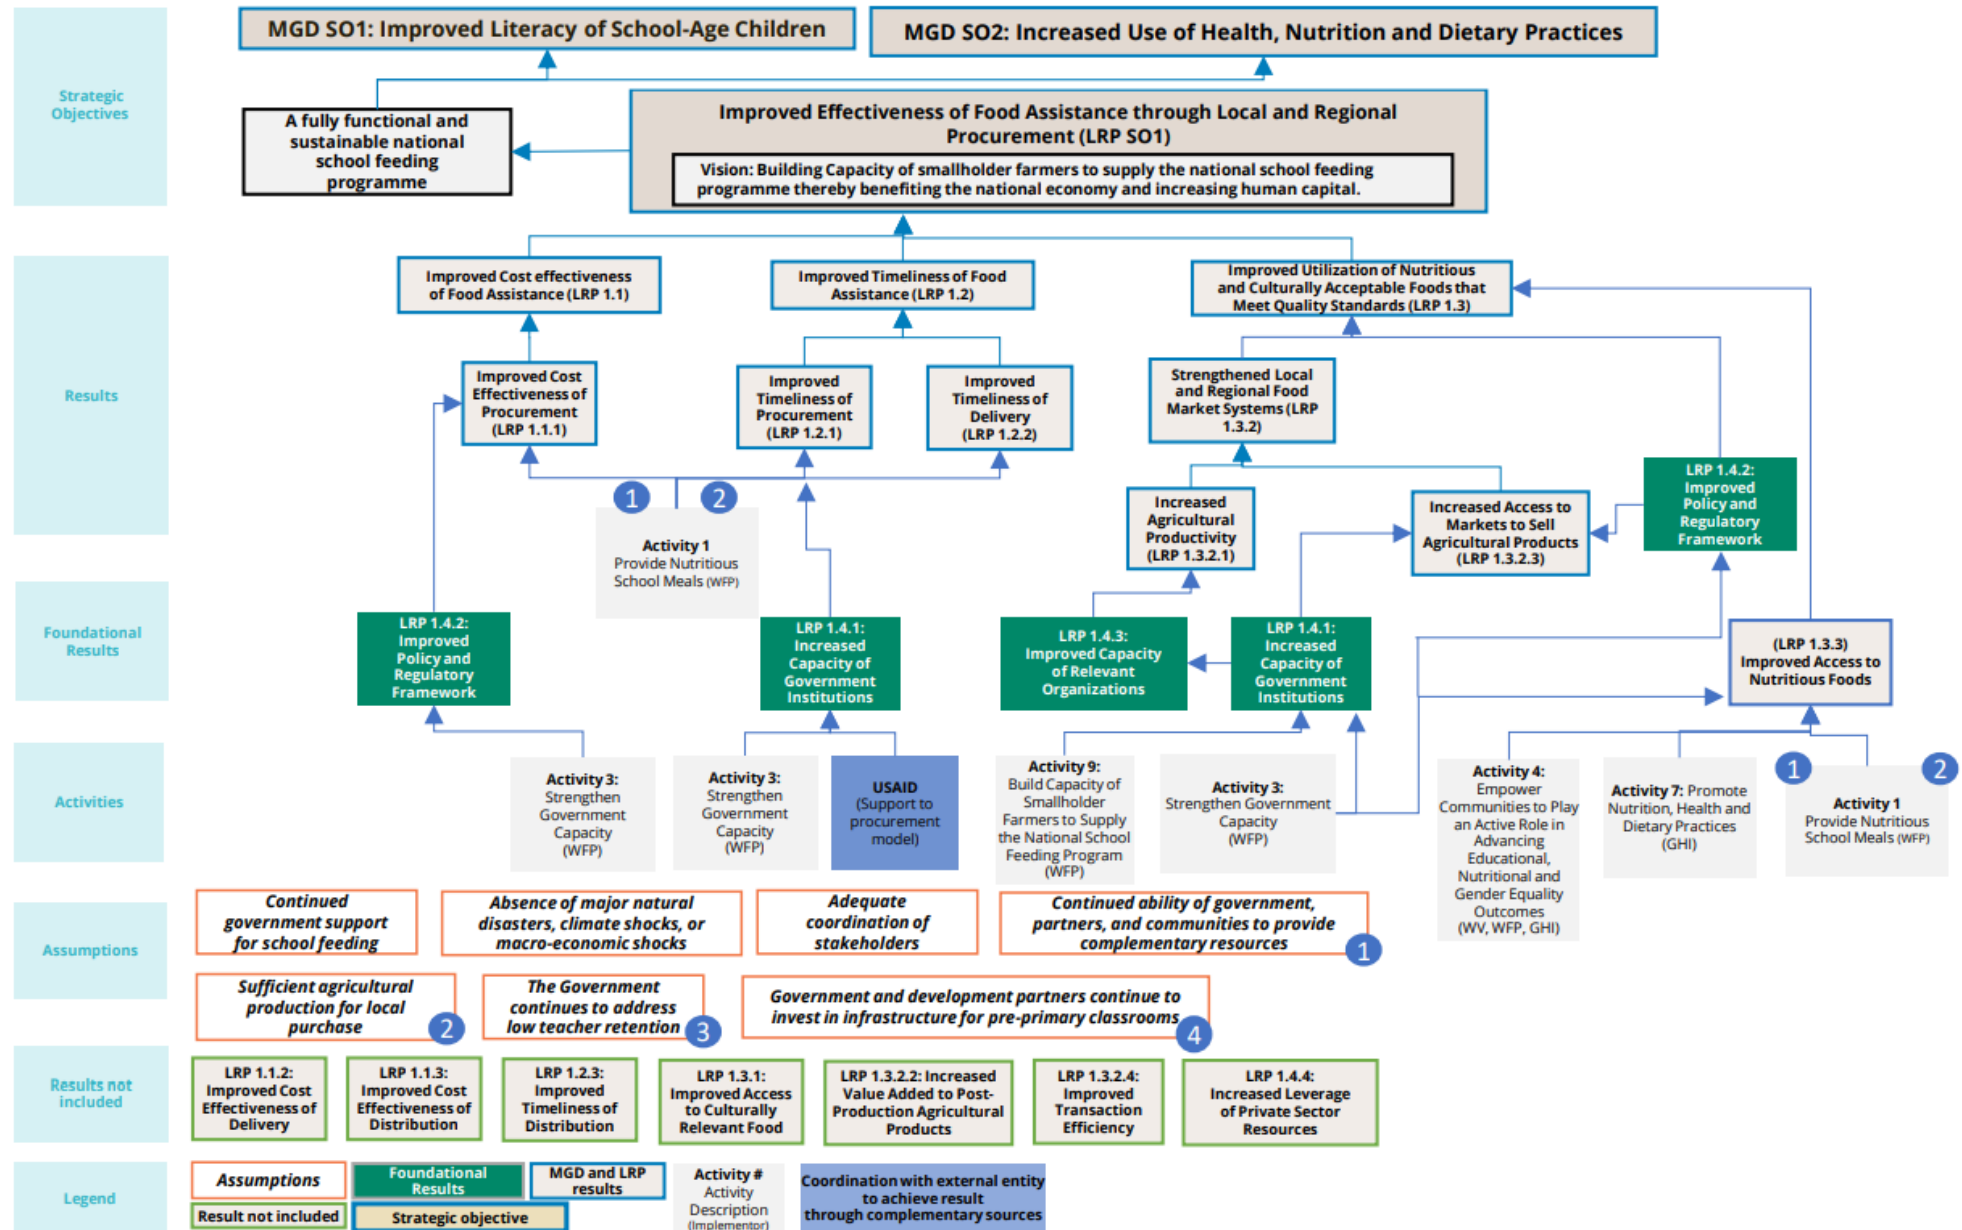 MGD SO1: Improved Literacy of School-Age Children
MGD SO2: Increased Use of Health, Nutrition and Dietary Practices
Strategic
Objectives
A fully functional and
sustainable national
school feeding
programme
Improved Effectiveness of Food Assistance through Local and Regional
Procurement (LRP SO1)
Vision: Building Capacity of smallholder farmers to supply the national school feeding
programme thereby benefiting the national economy and increasing human capital.
Results
Improved Cost effectiveness
of Food Assistance (LRP 1.1)
Improved Timeliness of Food
Assistance (LRP 1.2)
Improved Utilization of Nutritious
and Culturally Acceptable Foods that
Meet Quality Standards (LRP 1.3)
Improved Cost
Effectiveness of
Procurement
(LRP 1.1.1)
Improved
Timeliness of
Procurement
(LRP 1.2.1)
Improved
Timeliness of
Delivery
(LRP 1.2.2)
Strengthened Local
and Regional Food
Market Systems (LRP
1.3.2)
1
2
Activity 1
Provide Nutritious
School Meals (WFP)
Increased
Agricultural
Productivity
(LRP 1.3.2.1)
Increased Access to
Markets to Sell
Agricultural Products
(LRP 1.3.2.3)
LRP 1.4.2:
Improved
Policy and
Regulatory
Framework
Foundational
Results
LRP 1.4.2:
Improved
Policy and
Regulatory
Framework
LRP 1.4.1:
Increased
Capacity of
Government
Institutions
LRP 1.4.3:
Improved Capacity
of Relevant
Organizations
LRP 1.4.1:
Increased
Capacity of
Government
Institutions
(LRP 1.3.3)
Improved Access to
Nutritious Foods
Activities
Activity 3:
Strengthen
Government
Capacity
(WFP)
Activity 3:
Strengthen
Government
Capacity
(WFP)
USAID
(Support to
procurement
model)
Activity 9:
Build Capacity of
Smallholder
Farmers to Supply
the National School
Feeding Program
(WFP)
Activity 3:
Strengthen Government
Capacity
(WFP)
Activity 4:
Empower
Communities to Play
an Active Role in
Advancing
Educational,
Nutritional and
Gender Equality
Outcomes
(WV, WFP, GHI)
Activity 7: Promote
Nutrition, Health and
Dietary Practices
(GHI)
1
2
Activity 1
Provide Nutritious
School Meals (WFP)
Assumptions
Continued
government support
for school feeding
Absence of major natural
disasters, climate shocks, or
macro-economic shocks
Adequate
coordination of
stakeholders
Continued ability of government,
partners, and communities to provide
complementary resources
1
Sufficient agricultural
production for local
purchase
2
The Government
continues to address
low teacher retention
3
Government and development partners continue to
invest in infrastructure for pre-primary classrooms
4
Results not
included
LRP 1.1.2:
Improved Cost
Effectiveness of
Delivery
LRP 1.1.3:
Improved Cost
Effectiveness of
Distribution
LRP 1.2.3:
Improved
Timeliness of
Distribution
LRP 1.3.1:
Improved Access
to Culturally
Relevant Food
LRP 1.3.2.2: Increased
Value Added to Post-
Production Agricultural
Products
LRP 1.3.2.4:
Improved
Transaction
Efficiency
LRP 1.4.4:
Increased Leverage
of Private Sector
Resources
Legend
Assumptions
Foundational
Results
MGD and LRP
results
Result not included
Strategic objective
Activity #
Activity
Description
(Implementor)
Coordination with external entity
to achieve result
through complementary sources